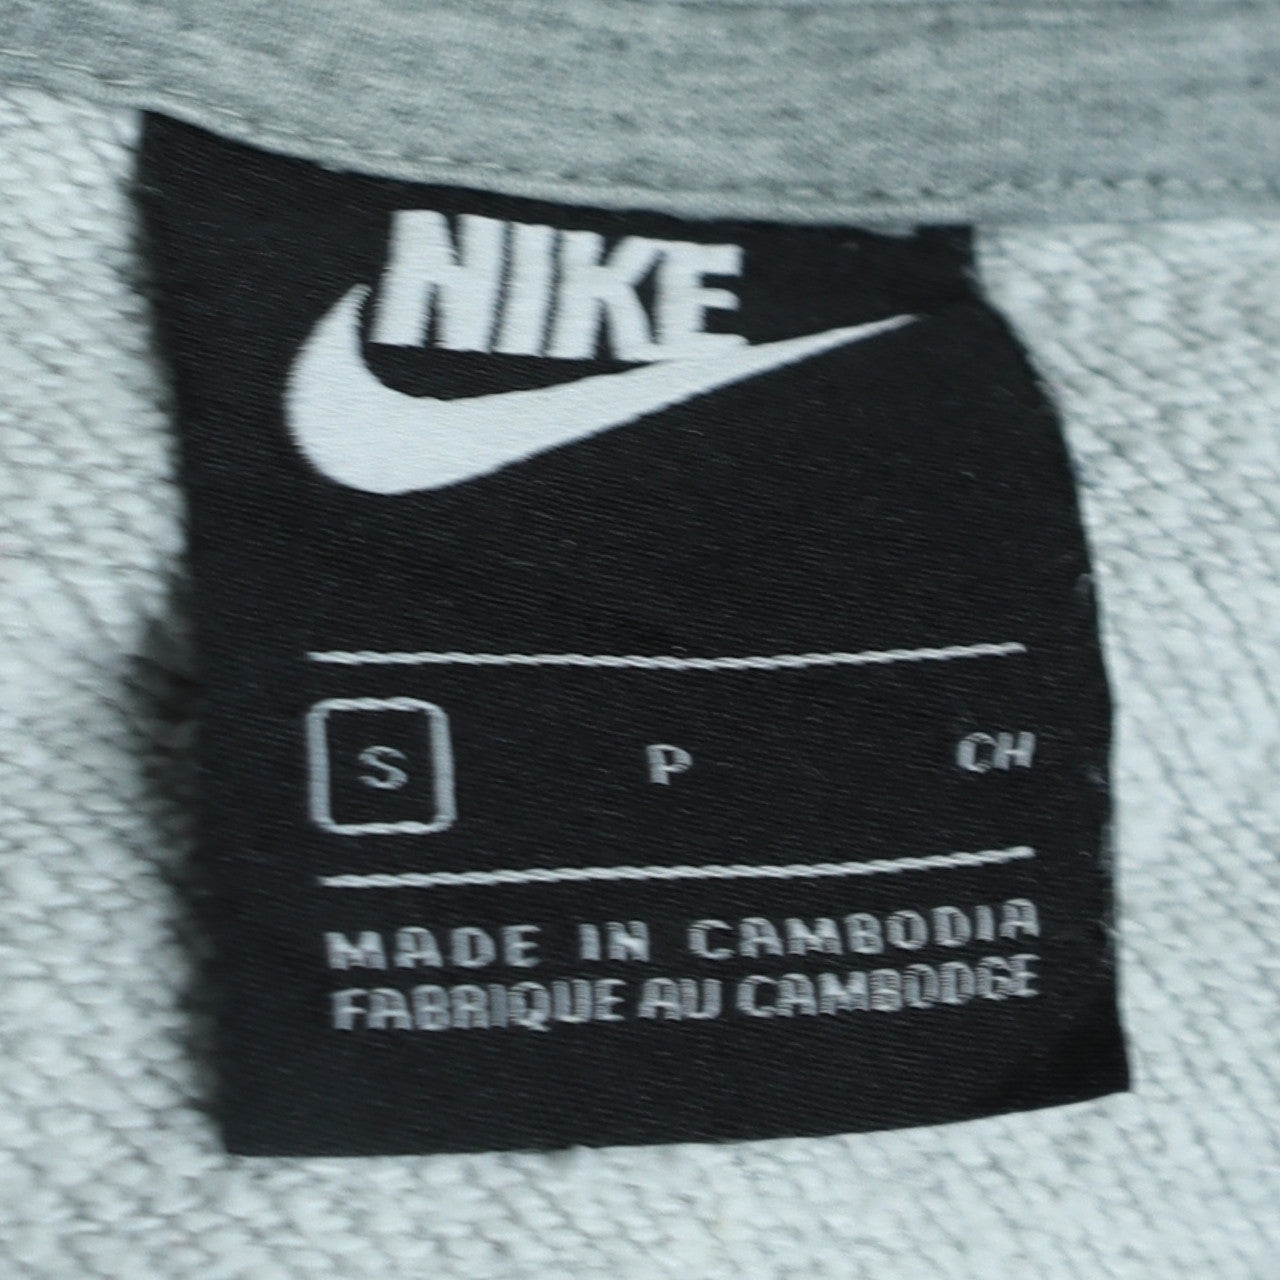 NIKE
S P CH
MADE IN CAMBODIA
FABRIQUE AU CAMBODGE